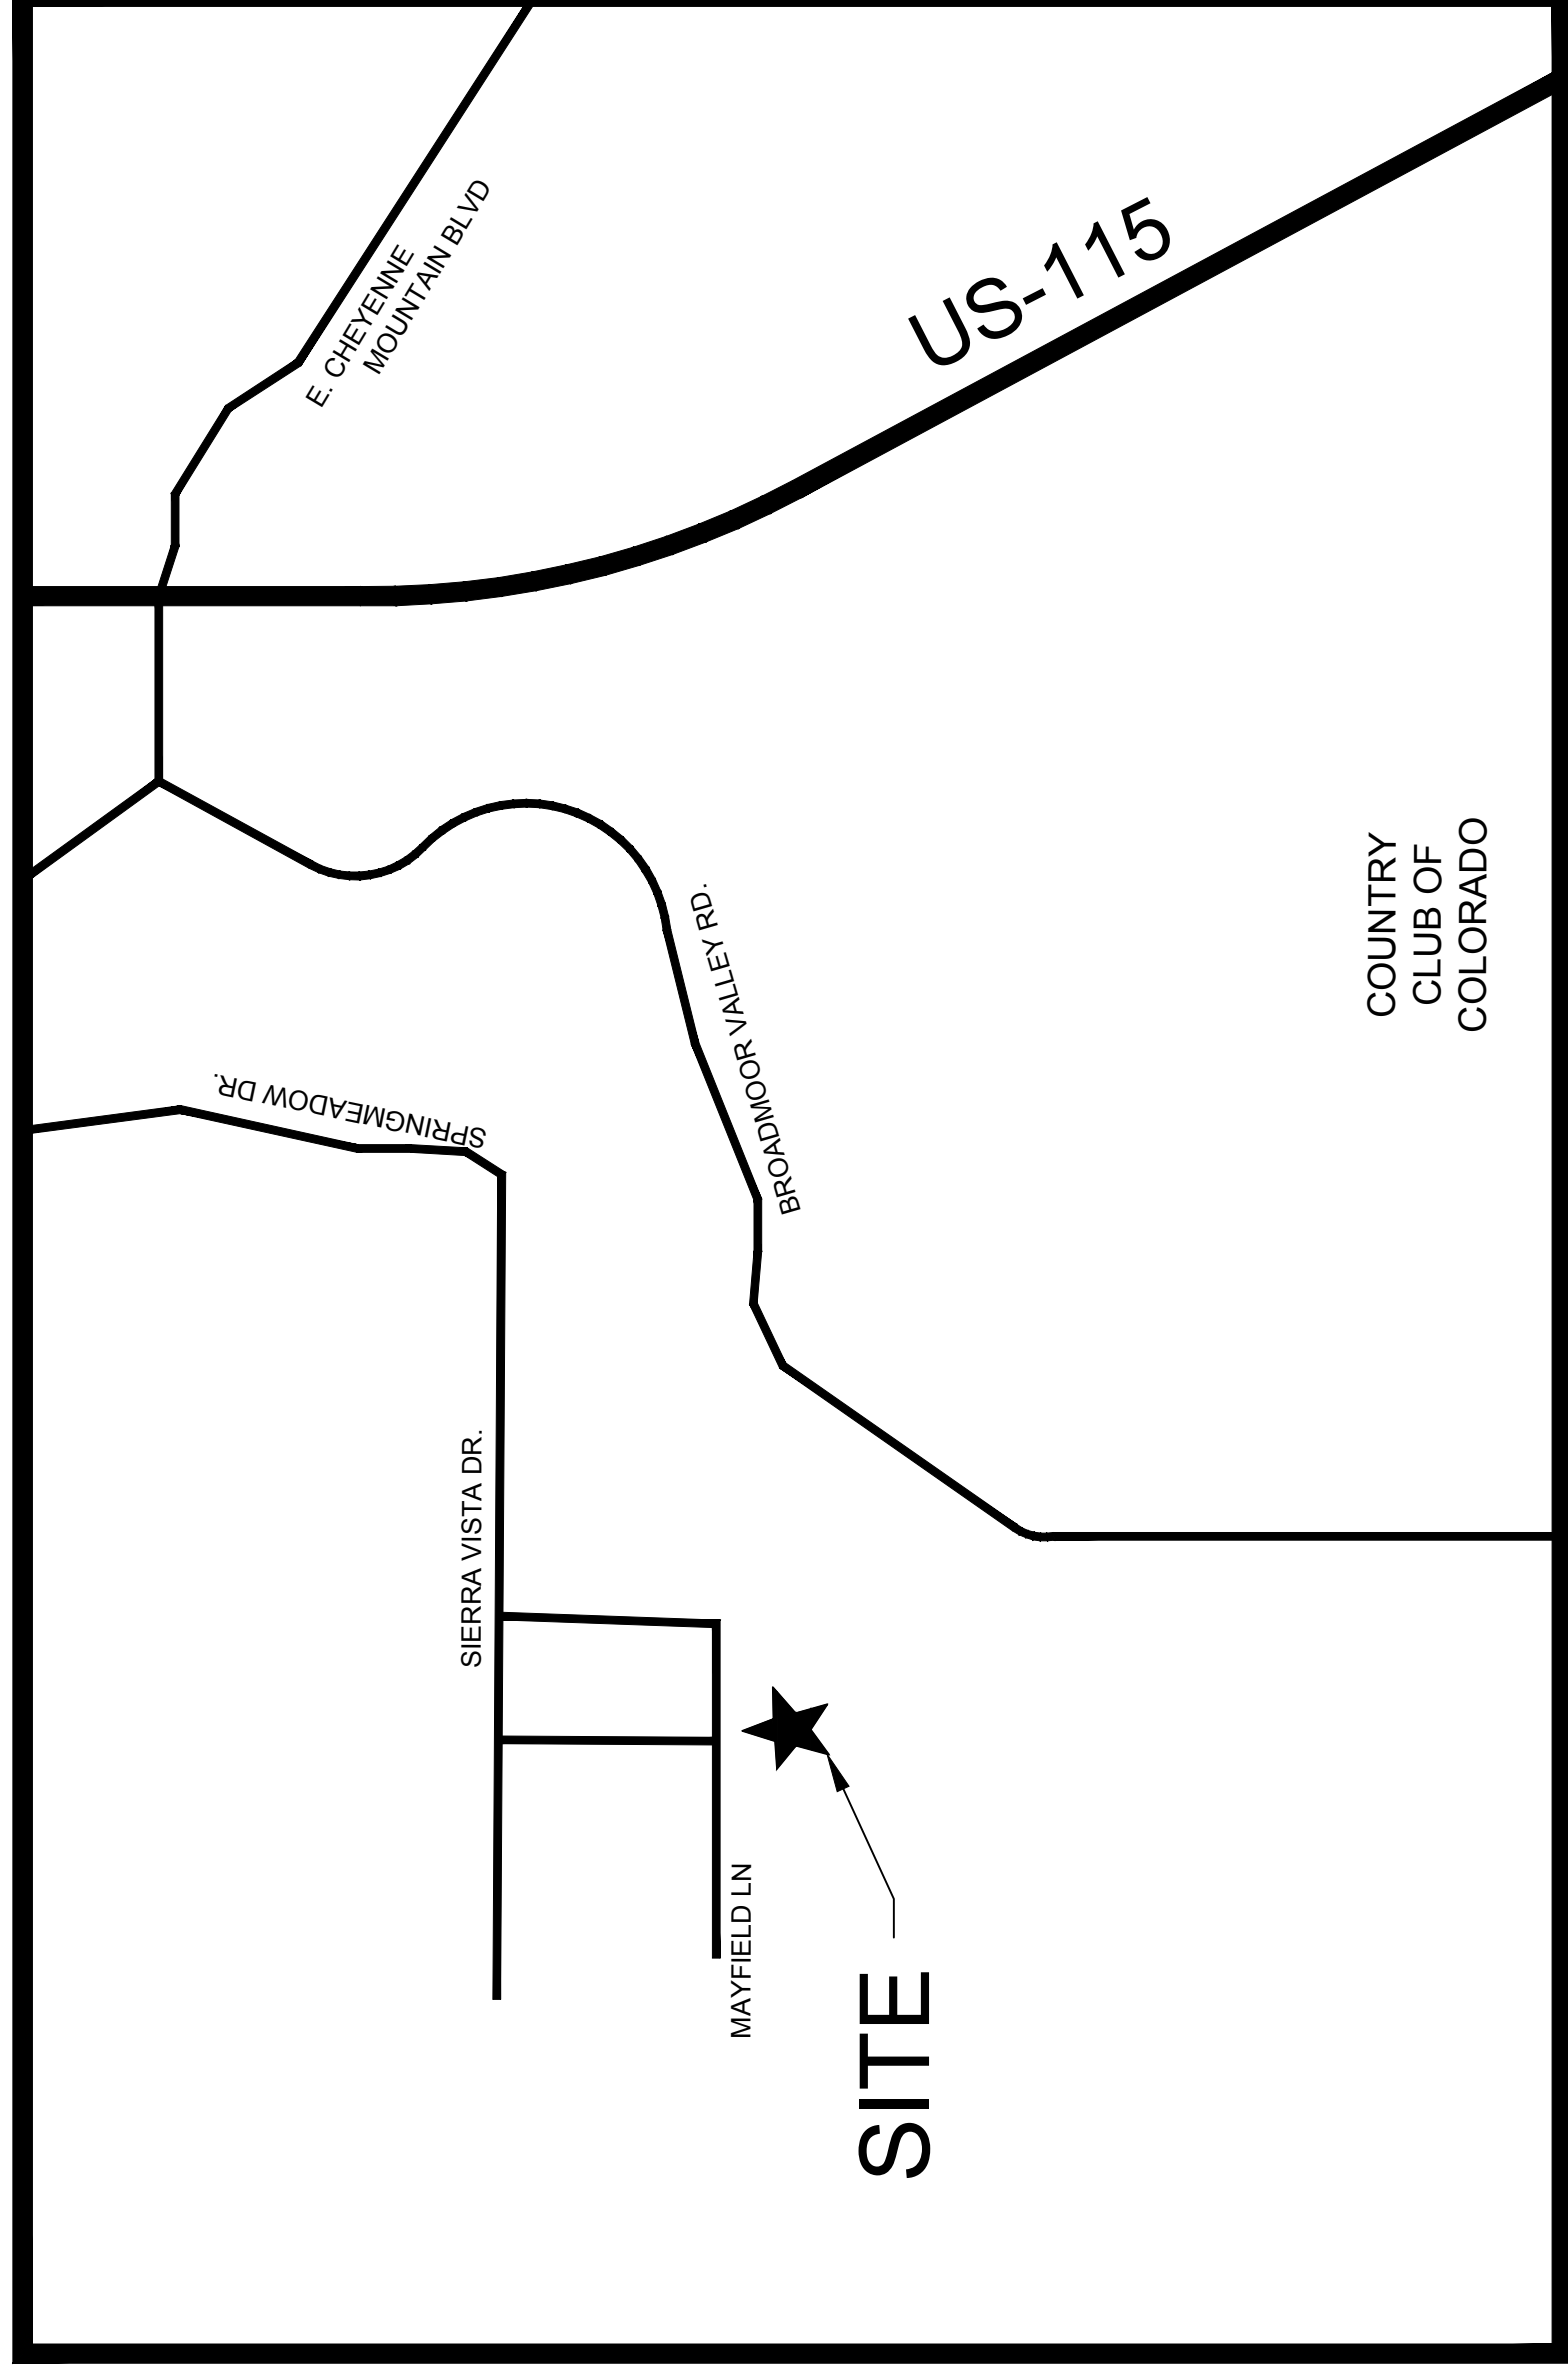 E. CHEYENNE
MOUNTAIN BLVD
US-115
COUNTRY
CLUB OF
COLORADO
BROADMOOR VALLEY RD.
SPRINGMEADOW DR.
SIERRA VISTA DR.
MAYFIELD LN
SITE